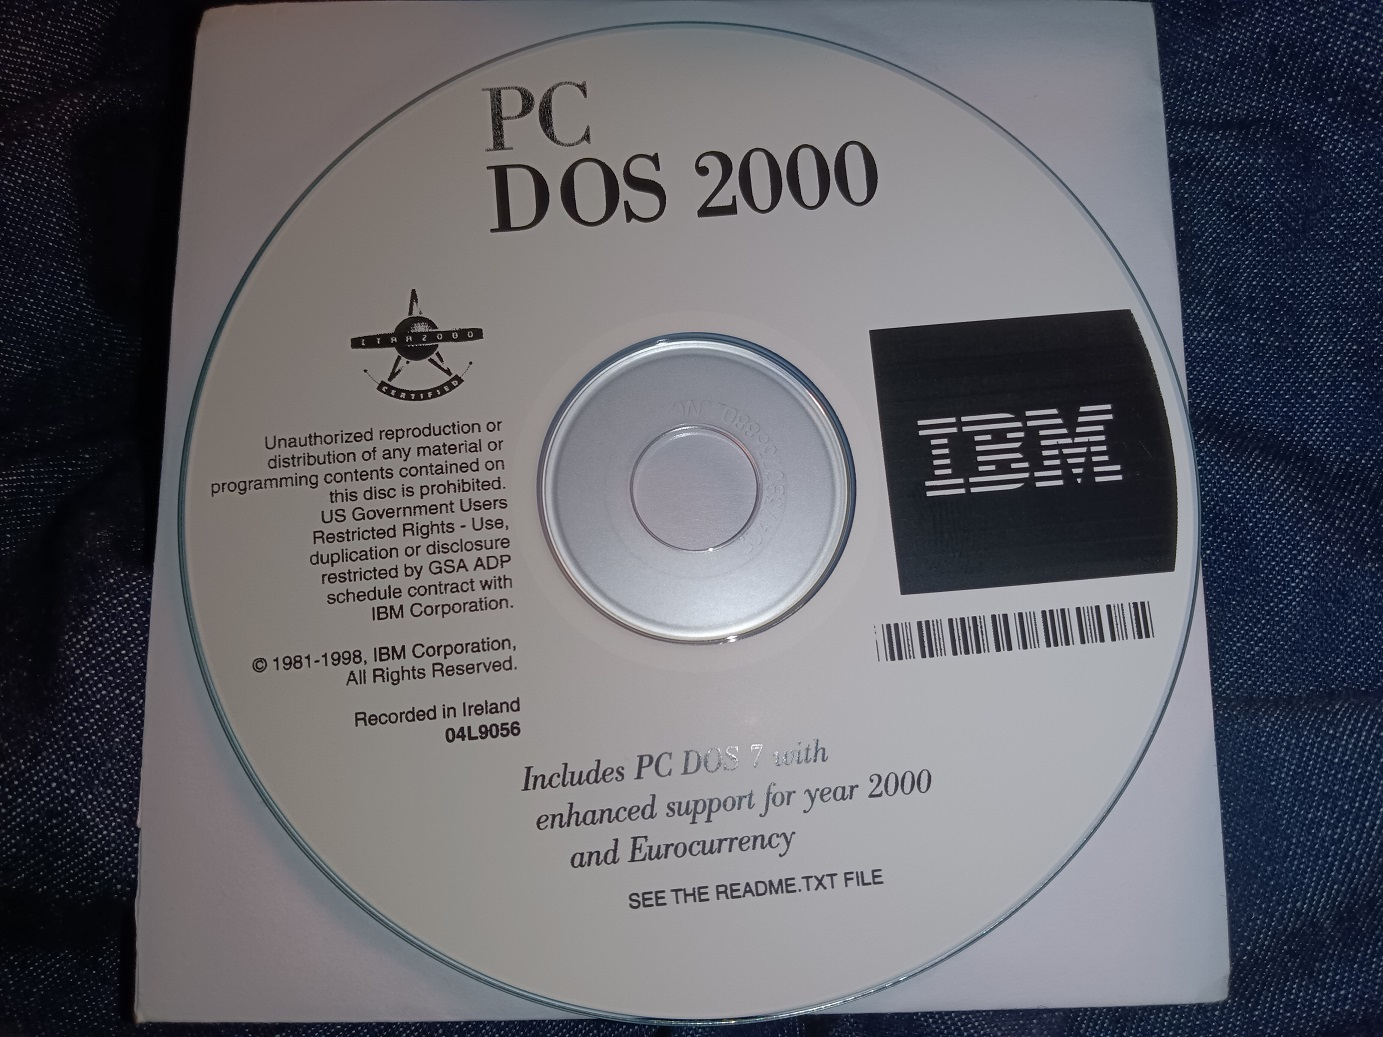 PC
DOS 2000
ITAA 2000
CERTIFIED
Unauthorized reproduction or
distribution of any material or
programming contents contained on
this disc is prohibited.
US Government Users
Restricted Rights - Use,
duplication or disclosure
restricted by GSA ADP
schedule contract with
IBM Corporation.
© 1981-1998, IBM Corporation,
All Rights Reserved.
Recorded in Ireland
04L9056
IBM
Includes PC DOS 7 with
enhanced support for year 2000
and Eurocurrency
SEE THE README.TXT FILE